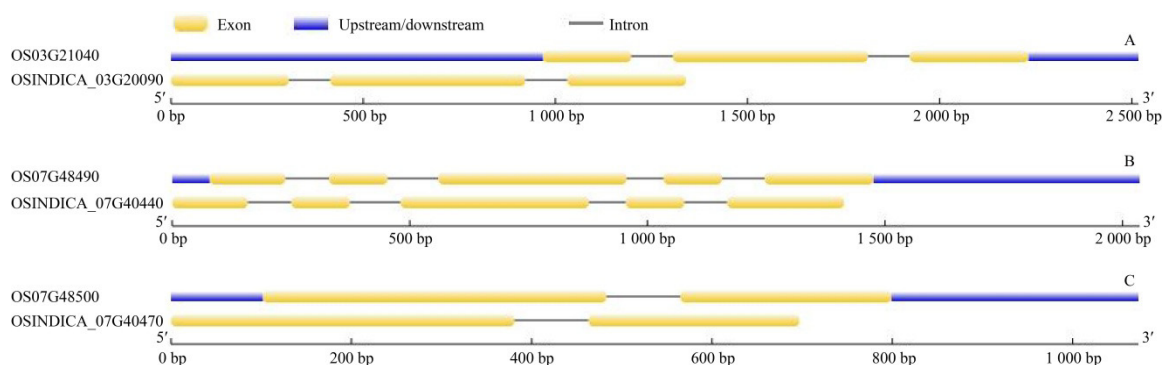 Exon Upstream/downstream Intron
A
OS03G21040
OSINDICA_03G20090
5′ 3′
0 bp 500 bp 1 000 bp 1 500 bp 2 000 bp 2 500 bp
B
OS07G48490
OSINDICA_07G40440
5′ 3′
0 bp 500 bp 1 000 bp 1 500 bp 2 000 bp
C
OS07G48500
OSINDICA_07G40470
5′ 3′
0 bp 200 bp 400 bp 600 bp 800 bp 1 000 bp